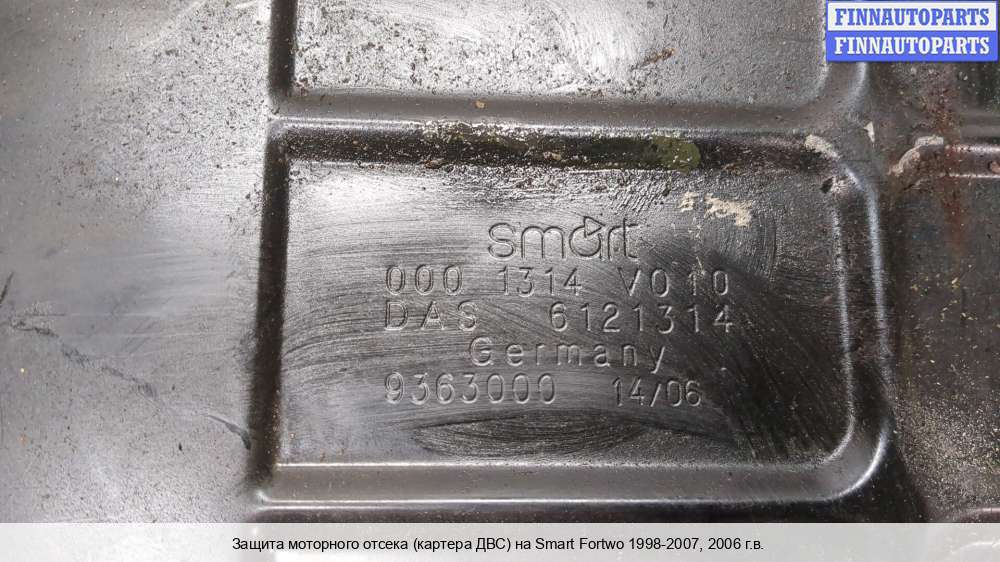 FINNAUTOPARTS
FINNAUTOPARTS
smart
000 1314 V010
DAS 6121314
Germany
9363000 14/06
Защита моторного отсека (картера ДВС) на Smart Fortwo 1998-2007, 2006 г.в.